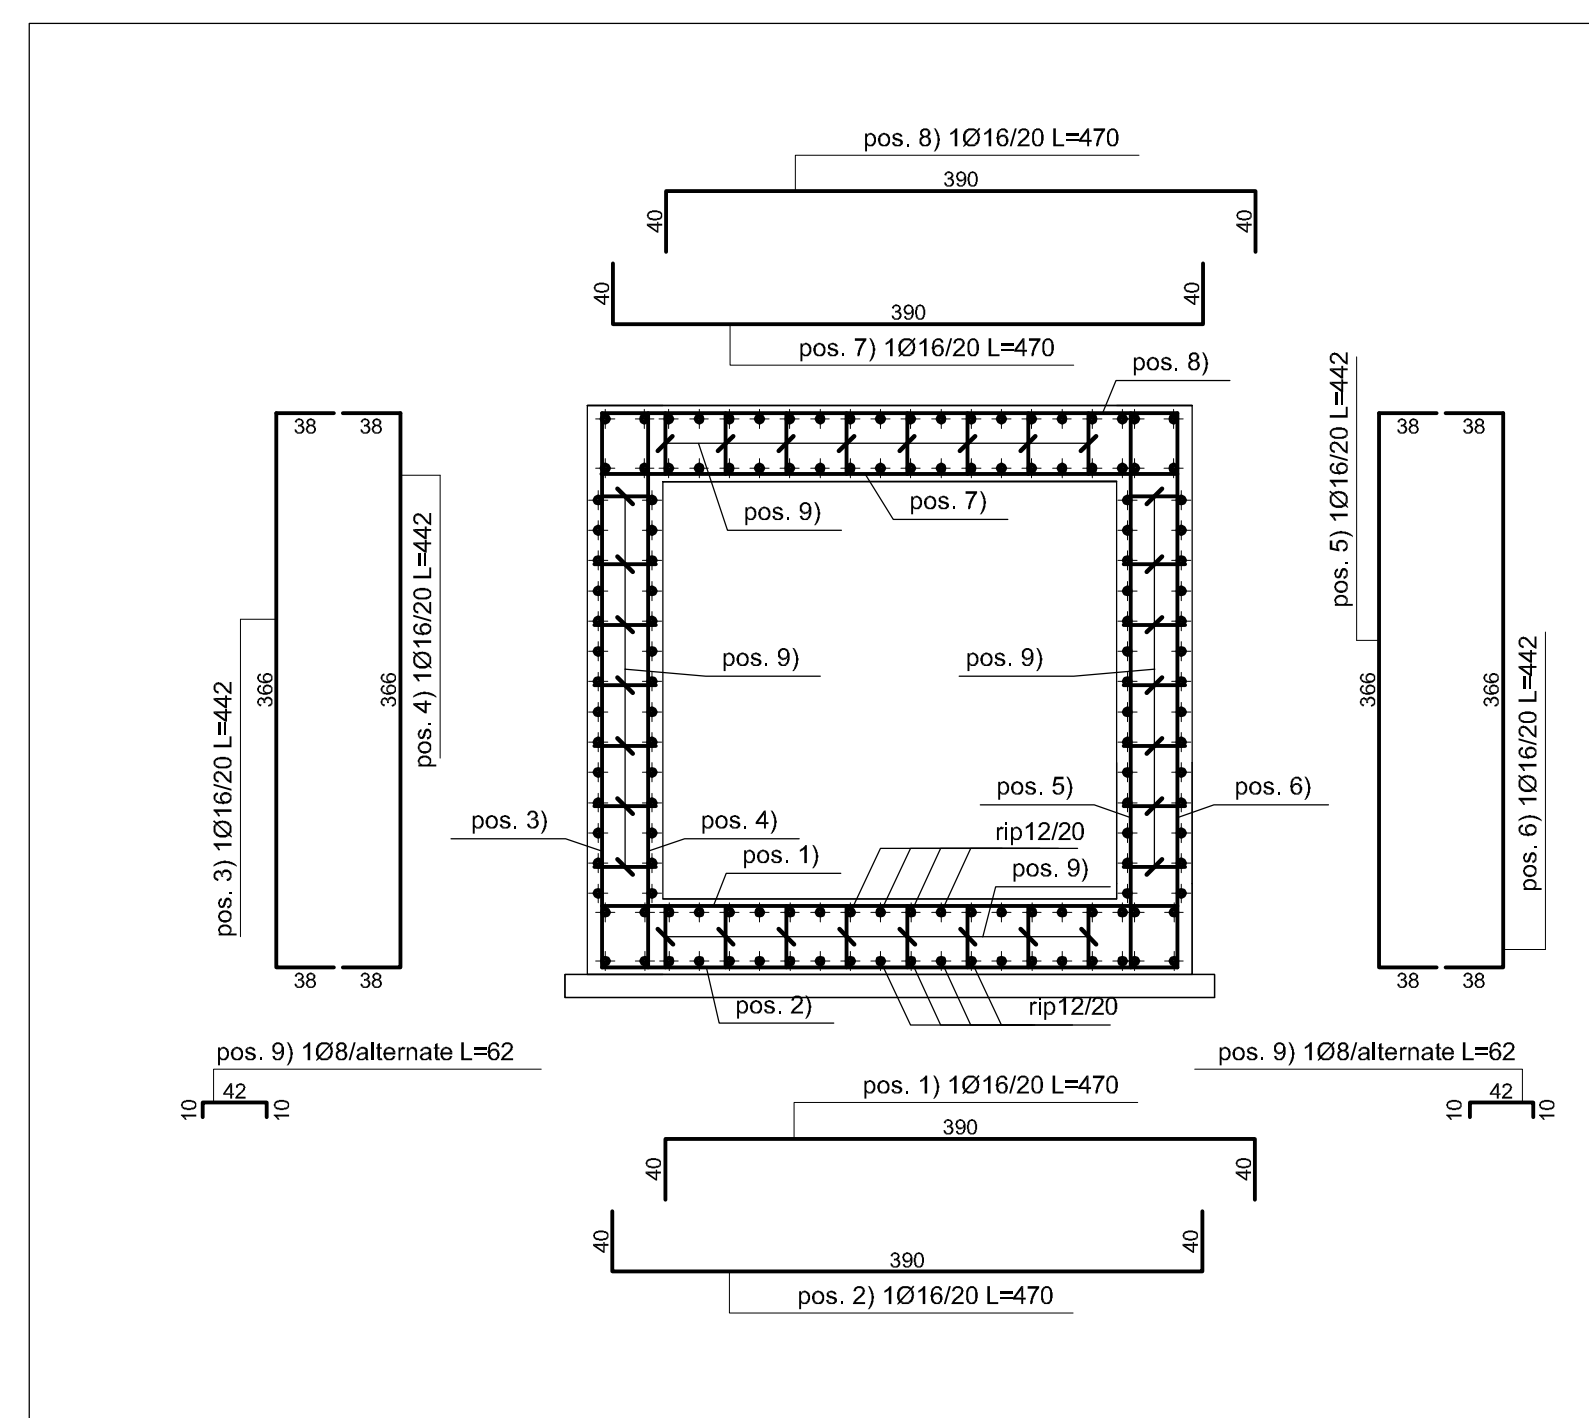 pos. 8) 1Ø16/20 L=470
390
40
40
40
40
390
pos. 7) 1Ø16/20 L=470
pos. 8)
38
38
pos. 3) 1Ø16/20 L=442
366
366
pos. 4) 1Ø16/20 L=442
38
38
pos. 9)
pos. 7)
pos. 9)
pos. 9)
pos. 5)
pos. 6)
pos. 3)
pos. 4)
rip12/20
pos. 1)
pos. 9)
pos. 2)
rip12/20
pos. 5) 1Ø16/20 L=442
38
38
366
366
pos. 6) 1Ø16/20 L=442
38
38
pos. 9) 1Ø8/alternate L=62
42
10
10
pos. 9) 1Ø8/alternate L=62
42
10
10
pos. 1) 1Ø16/20 L=470
390
40
40
40
40
390
pos. 2) 1Ø16/20 L=470